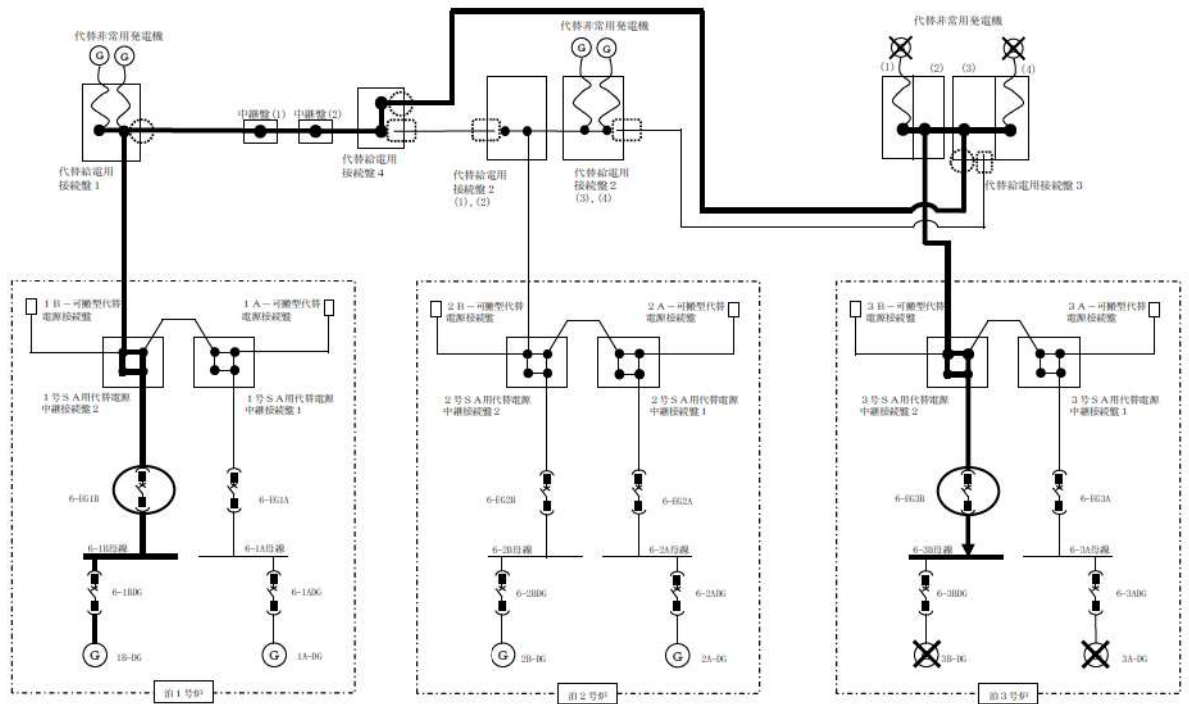 代替非常用発電機
G G
代替非常用発電機
G G
代替非常用発電機
(1)
(2)
(3)
(4)
中継盤(1)
中継盤(2)
代替給電用
接続盤1
代替給電用
接続盤4
代替給電用
接続盤2
(1),(2)
代替給電用
接続盤2
(3),(4)
代替給電用接続盤3
1B-可搬型代替
電源接続盤
1A-可搬型代替
電源接続盤
1号SA用代替電源
中継接続盤2
1号SA用代替電源
中継接続盤1
6-EG1B
6-EG1A
6-1B母線
6-1A母線
6-1BDG
6-1ADG
G
1B-DG
G
1A-DG
泊1号炉
2B-可搬型代替
電源接続盤
2A-可搬型代替
電源接続盤
2号SA用代替電源
中継接続盤2
2号SA用代替電源
中継接続盤1
6-EG2B
6-EG2A
6-2B母線
6-2A母線
6-2BDG
6-2ADG
G
2B-DG
G
2A-DG
泊2号炉
3B-可搬型代替
電源接続盤
3A-可搬型代替
電源接続盤
3号SA用代替電源
中継接続盤2
3号SA用代替電源
中継接続盤1
6-EG3B
6-EG3A
6-3B母線
6-3A母線
6-3BDG
6-3ADG
3B-DG
3A-DG
泊3号炉